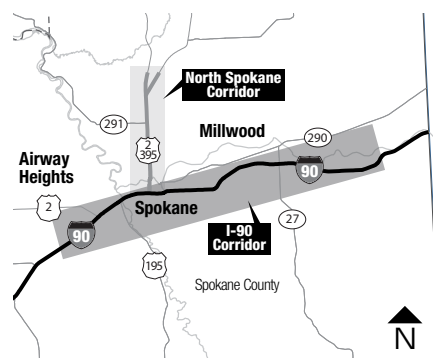 North Spokane
Corridor
291
2
395
Millwood
290
Airway
Heights
90
2
Spokane
27
90
I-90
Corridor
195
Spokane County
N